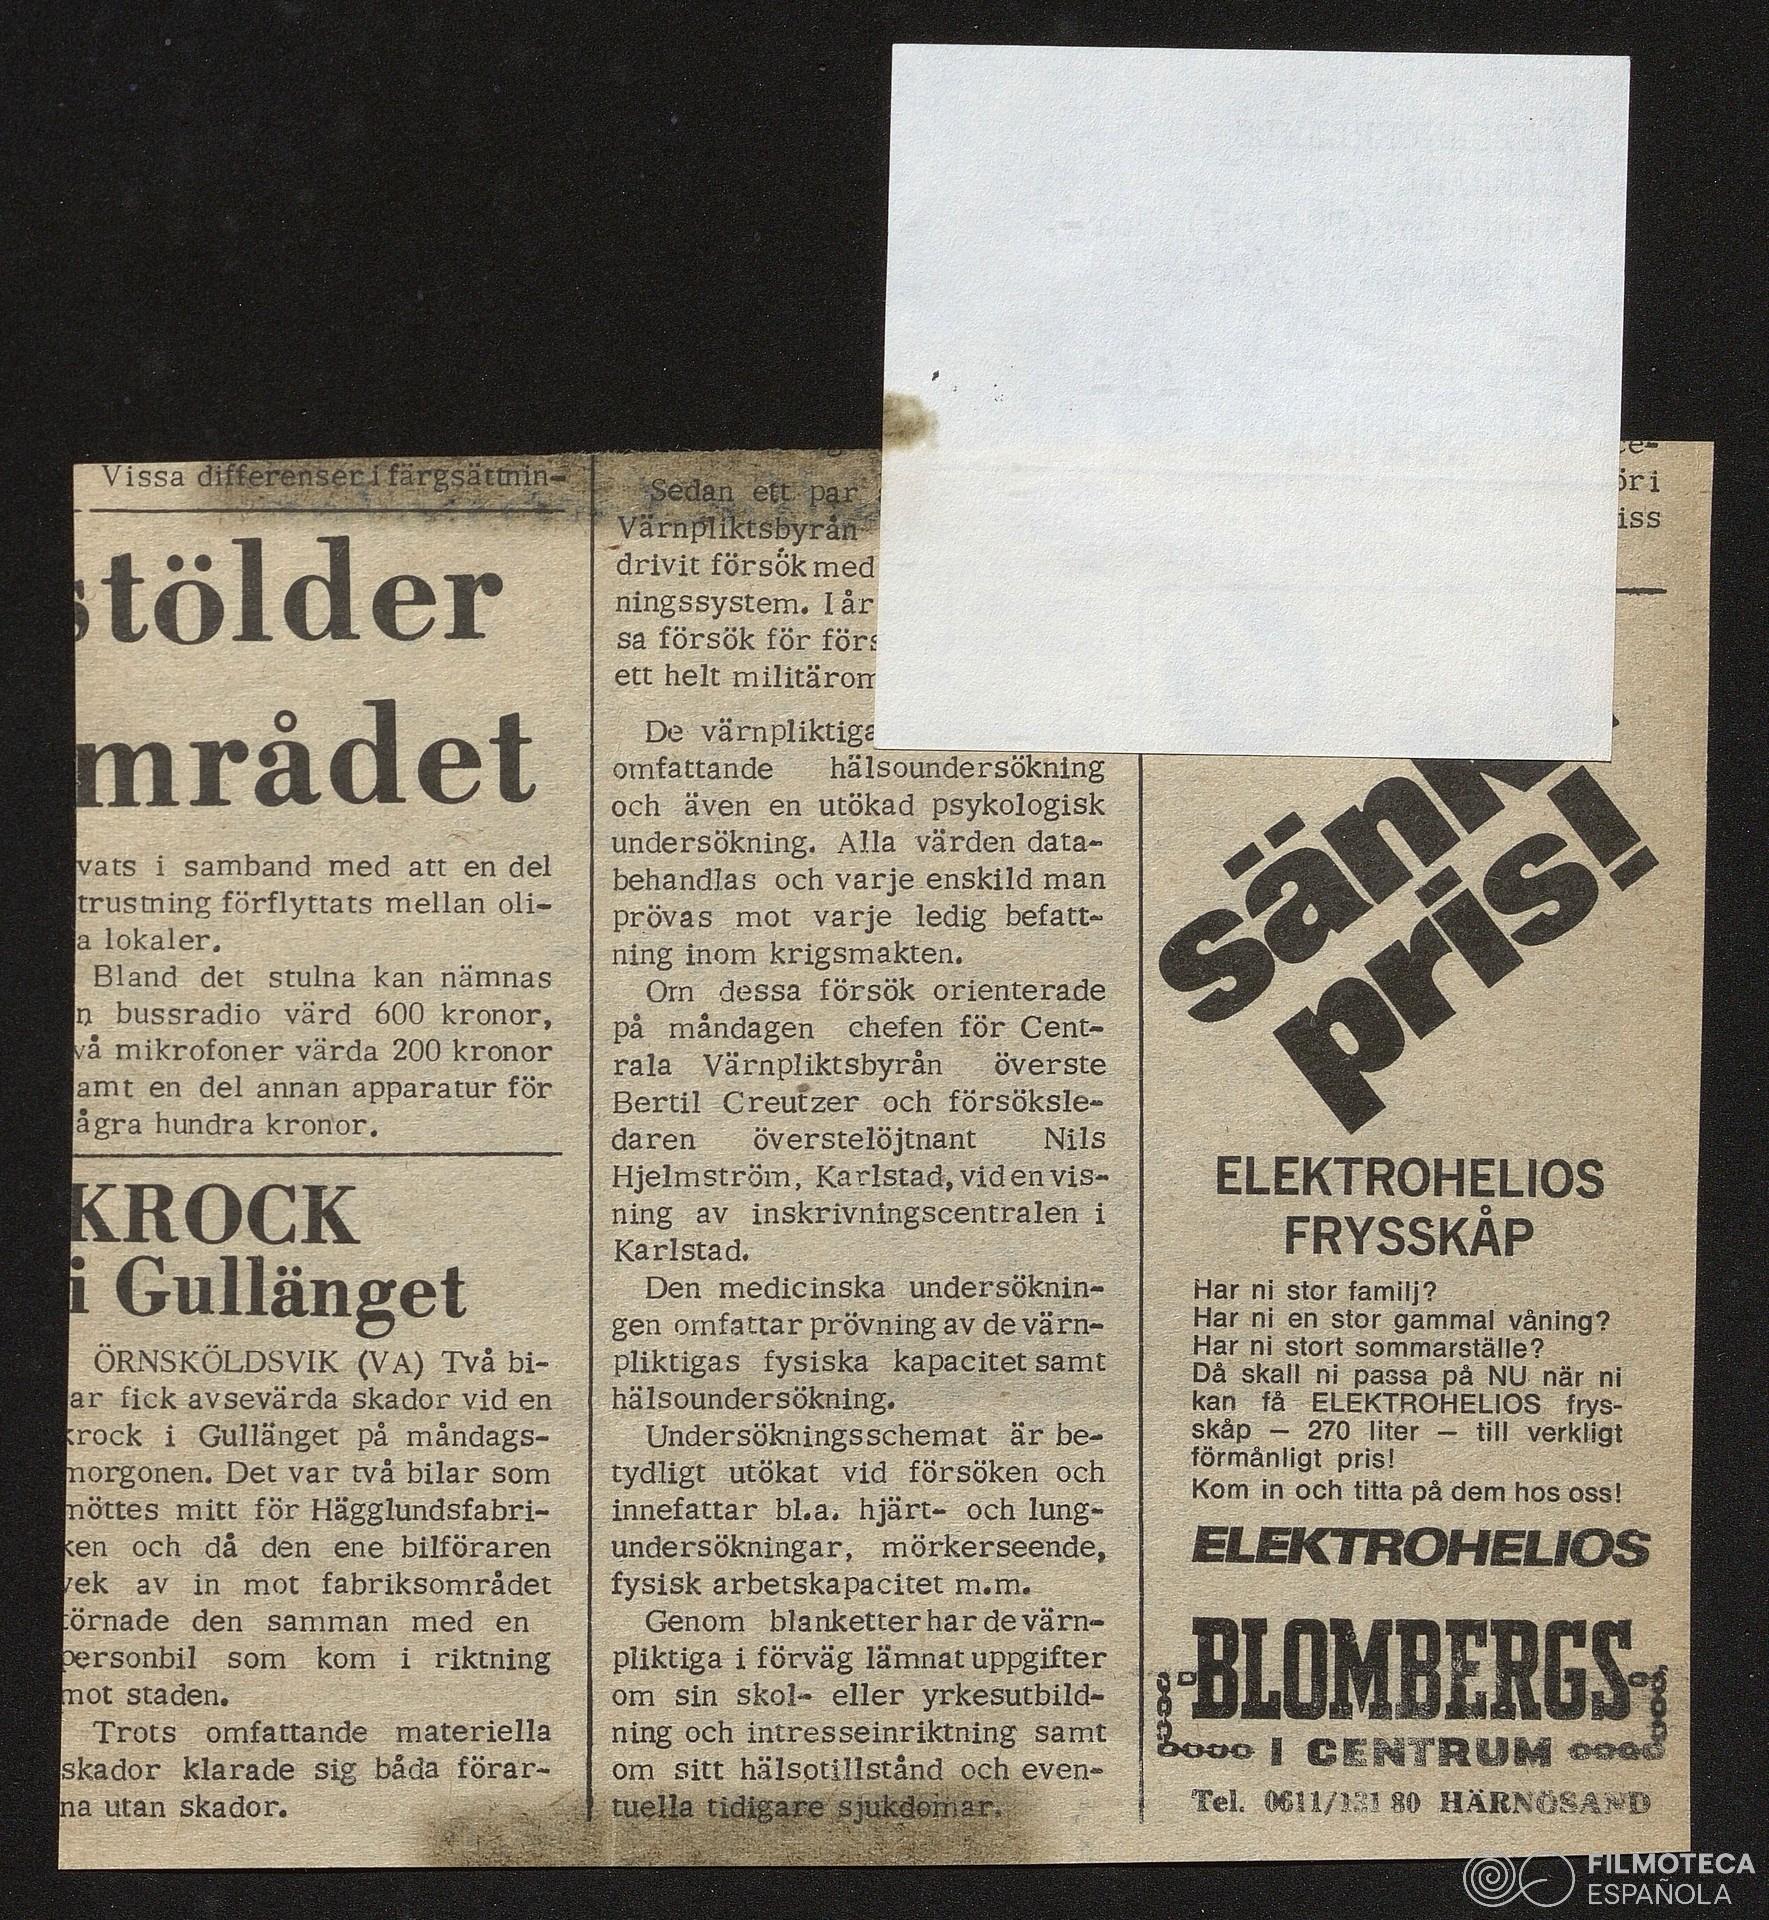 Vissa differenser i färgsättnin-
stölder
mrådet
vats i samband med att en del
trustning förflyttats mellan oli-
a lokaler.
Bland det stulna kan nämnas
n bussradio värd 600 kronor,
vå mikrofoner värda 200 kronor
amt en del annan apparatur för
ågra hundra kronor.
KROCK
i Gullänget
ÖRNSKÖLDSVIK (VA) Två bi-
ar fick avsevärda skador vid en
krock i Gullänget på måndags-
morgonen. Det var två bilar som
möttes mitt för Hägglundsfabri-
ken och då den ene bilföraren
vek av in mot fabriksområdet
törnade den samman med en
personbil som kom i riktning
mot staden.
Trots omfattande materiella
skador klarade sig båda förar-
na utan skador.
Sedan ett par
Värnpliktsbyrån
drivit försök med
ningssystem. I år
sa försök för förs
ett helt militärom
De värnpliktiga
omfattande hälsoundersökning
och även en utökad psykologisk
undersökning. Alla värden data-
behandlas och varje enskild man
prövas mot varje ledig befatt-
ning inom krigsmakten.
Om dessa försök orienterade
på måndagen chefen för Cent-
rala Värnpliktsbyrån överste
Bertil Creutzer och försöksle-
daren överstelöjtnant Nils
Hjelmström, Karlstad, vid en vis-
ning av inskrivningscentralen i
Karlstad.
Den medicinska undersöknin-
gen omfattar prövning av de värn-
pliktigas fysiska kapacitet samt
hälsoundersökning.
Undersökningsschemat är be-
tydligt utökat vid försöken och
innefattar bl.a. hjärt- och lung-
undersökningar, mörkerseende,
fysisk arbetskapacitet m.m.
Genom blanketter har de värn-
pliktiga i förväg lämnat uppgifter
om sin skol- eller yrkesutbild-
ning och intresseinriktning samt
om sitt hälsotillstånd och even-
tuella tidigare sjukdomar.
ce-
öri
iss
sänk
pris!
ELEKTROHELIOS
FRYSSKÅP
Har ni stor familj?
Har ni en stor gammal våning?
Har ni stort sommarställe?
Då skall ni passa på NU när ni
kan få ELEKTROHELIOS frys-
skåp — 270 liter — till verkligt
förmånligt pris!
Kom in och titta på dem hos oss!
ELEKTROHELIOS
BLOMBERGS
I CENTRUM
Tel. 0611/131 80 HÄRNÖSAND
FILMOTECA
ESPAÑOLA